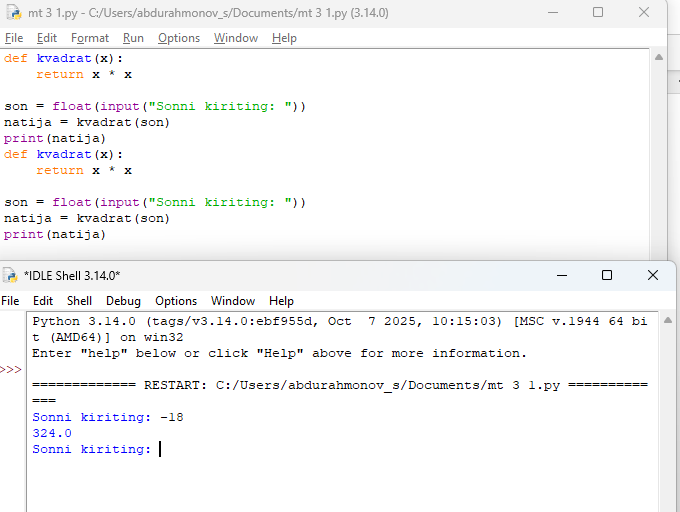 mt 3 1.py - C:/Users/abdurahmonov_s/Documents/mt 3 1.py (3.14.0)
File Edit Format Run Options Window Help
def kvadrat(x):
    return x * x

son = float(input("Sonni kiriting: "))
natija = kvadrat(son)
print(natija)
def kvadrat(x):
    return x * x

son = float(input("Sonni kiriting: "))
natija = kvadrat(son)
print(natija)
*IDLE Shell 3.14.0*
File Edit Shell Debug Options Window Help
Python 3.14.0 (tags/v3.14.0:ebf955d, Oct  7 2025, 10:15:03) [MSC v.1944 64 bi
t (AMD64)] on win32
Enter "help" below or click "Help" above for more information.
>>>
============= RESTART: C:/Users/abdurahmonov_s/Documents/mt 3 1.py ==========
===
Sonni kiriting: -18
324.0
Sonni kiriting: